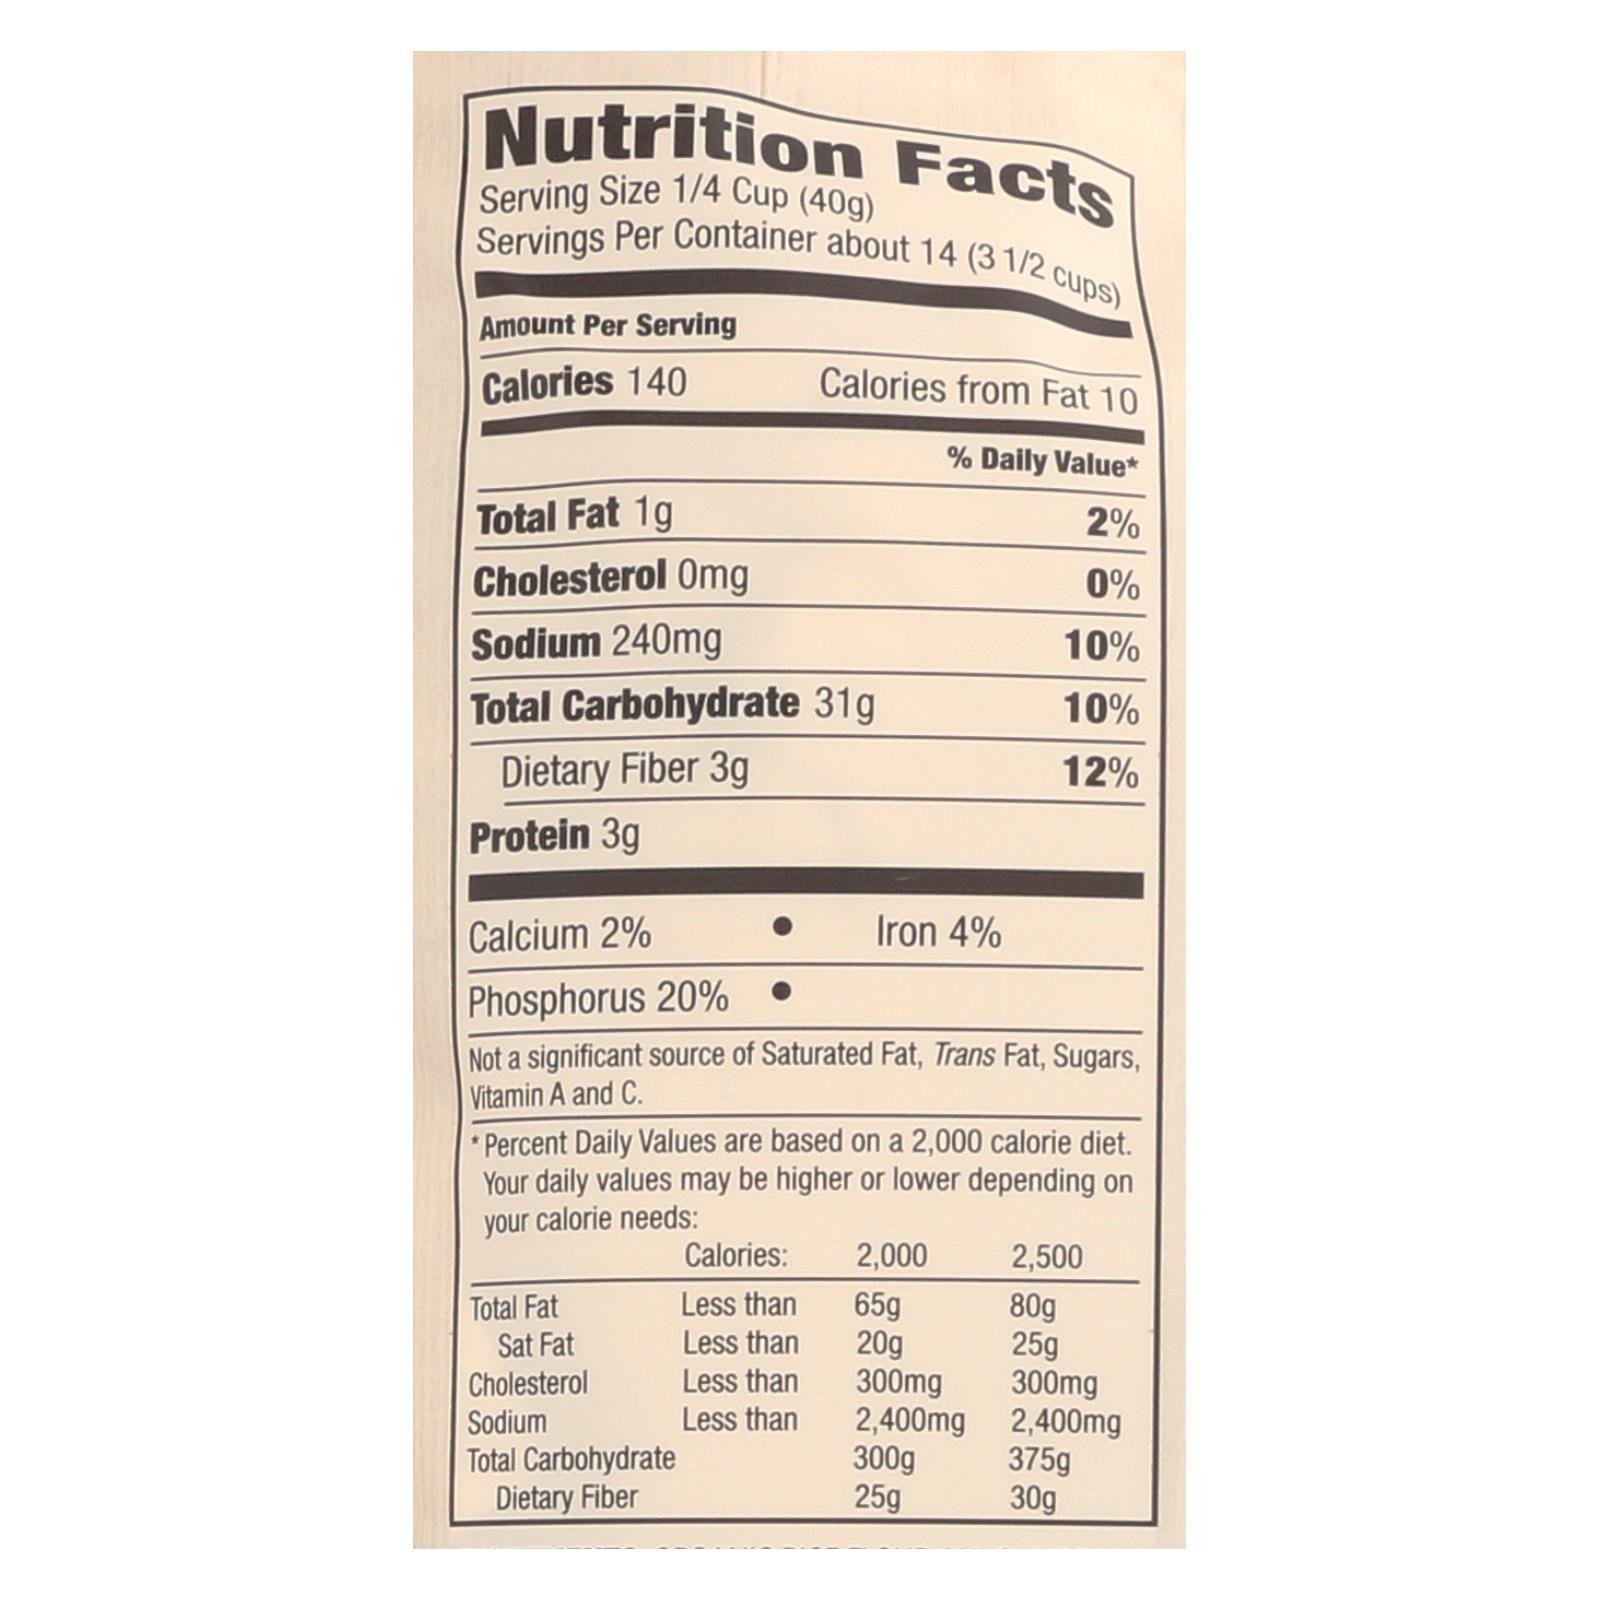 Nutrition Facts
Serving Size 1/4 Cup (40g)
Servings Per Container about 14 (3 1/2 cups)
Amount Per Serving
Calories 140 Calories from Fat 10
% Daily Value*
Total Fat 1g 2%
Cholesterol 0mg 0%
Sodium 240mg 10%
Total Carbohydrate 31g 10%
Dietary Fiber 3g 12%
Protein 3g
Calcium 2% • Iron 4%
Phosphorus 20% •
Not a significant source of Saturated Fat, Trans Fat, Sugars,
Vitamin A and C.
* Percent Daily Values are based on a 2,000 calorie diet.
Your daily values may be higher or lower depending on
your calorie needs:
Calories: 2,000 2,500
Total Fat Less than 65g 80g
Sat Fat Less than 20g 25g
Cholesterol Less than 300mg 300mg
Sodium Less than 2,400mg 2,400mg
Total Carbohydrate 300g 375g
Dietary Fiber 25g 30g